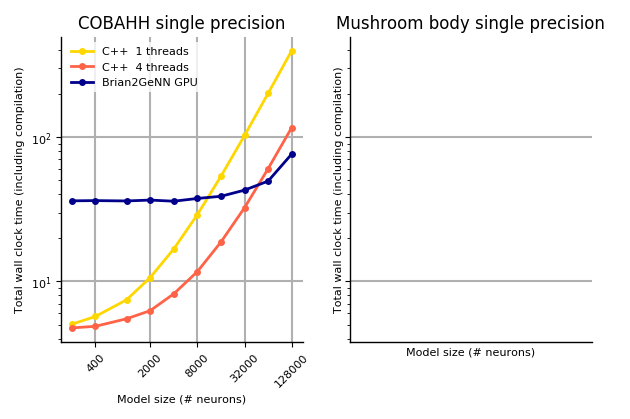 COBAHH single precision
Mushroom body single precision
C++ 1 threads
C++ 4 threads
Brian2GeNN GPU
Total wall clock time (including compilation)
10²
10¹
400
2000
8000
32000
128000
Model size (# neurons)
Total wall clock time (including compilation)
Model size (# neurons)